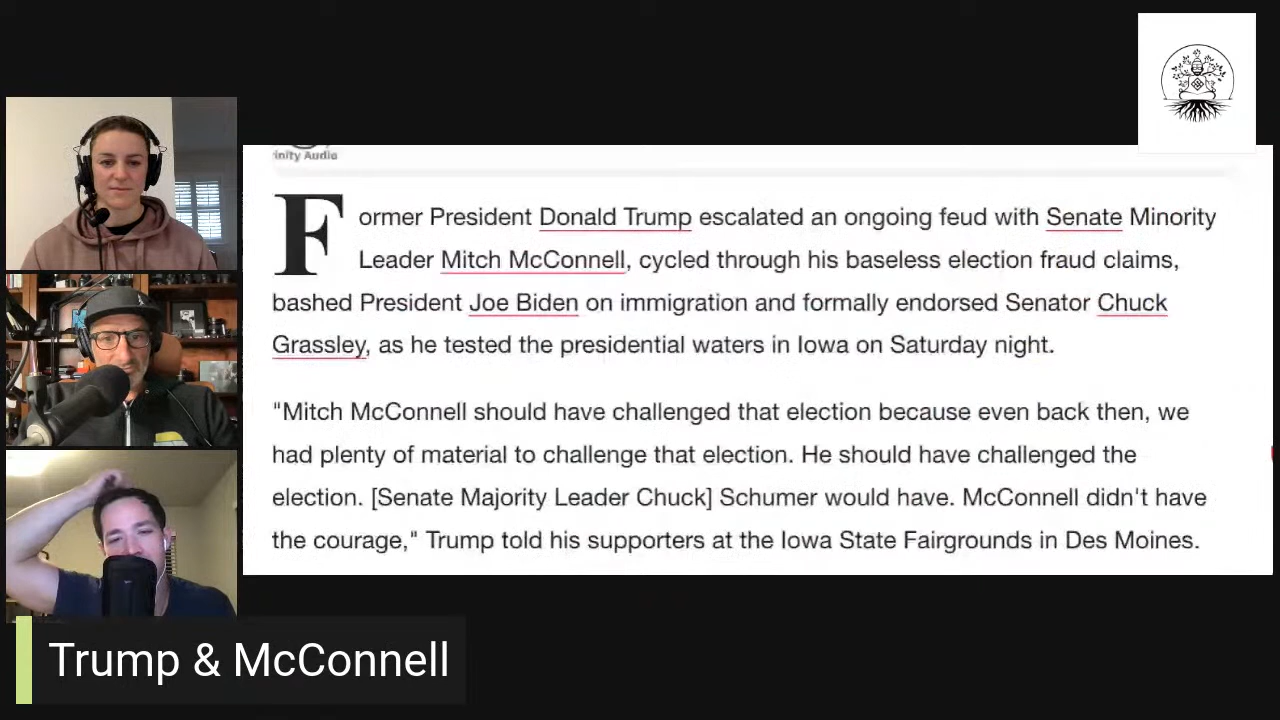 inity Audio
Former President Donald Trump escalated an ongoing feud with Senate Minority
Leader Mitch McConnell, cycled through his baseless election fraud claims,
bashed President Joe Biden on immigration and formally endorsed Senator Chuck
Grassley, as he tested the presidential waters in Iowa on Saturday night.
"Mitch McConnell should have challenged that election because even back then, we
had plenty of material to challenge that election. He should have challenged the
election. [Senate Majority Leader Chuck] Schumer would have. McConnell didn't have
the courage," Trump told his supporters at the Iowa State Fairgrounds in Des Moines.
Trump & McConnell